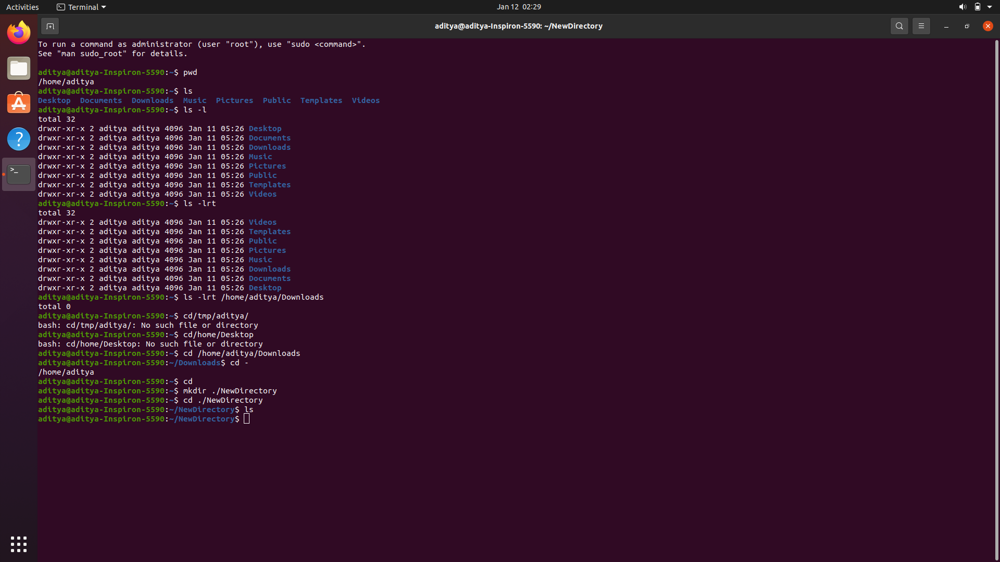 Activities Terminal Jan 12 02:29
aditya@aditya-Inspiron-5590: ~/NewDirectory
To run a command as administrator (user "root"), use "sudo <command>".
See "man sudo_root" for details.
aditya@aditya-Inspiron-5590:~$ pwd
/home/aditya
aditya@aditya-Inspiron-5590:~$ ls
Desktop  Documents  Downloads  Music  Pictures  Public  Templates  Videos
aditya@aditya-Inspiron-5590:~$ ls -l
total 32
drwxr-xr-x 2 aditya aditya 4096 Jan 11 05:26 Desktop
drwxr-xr-x 2 aditya aditya 4096 Jan 11 05:26 Documents
drwxr-xr-x 2 aditya aditya 4096 Jan 11 05:26 Downloads
drwxr-xr-x 2 aditya aditya 4096 Jan 11 05:26 Music
drwxr-xr-x 2 aditya aditya 4096 Jan 11 05:26 Pictures
drwxr-xr-x 2 aditya aditya 4096 Jan 11 05:26 Public
drwxr-xr-x 2 aditya aditya 4096 Jan 11 05:26 Templates
drwxr-xr-x 2 aditya aditya 4096 Jan 11 05:26 Videos
aditya@aditya-Inspiron-5590:~$ ls -lrt
total 32
drwxr-xr-x 2 aditya aditya 4096 Jan 11 05:26 Videos
drwxr-xr-x 2 aditya aditya 4096 Jan 11 05:26 Templates
drwxr-xr-x 2 aditya aditya 4096 Jan 11 05:26 Public
drwxr-xr-x 2 aditya aditya 4096 Jan 11 05:26 Pictures
drwxr-xr-x 2 aditya aditya 4096 Jan 11 05:26 Music
drwxr-xr-x 2 aditya aditya 4096 Jan 11 05:26 Downloads
drwxr-xr-x 2 aditya aditya 4096 Jan 11 05:26 Documents
drwxr-xr-x 2 aditya aditya 4096 Jan 11 05:26 Desktop
aditya@aditya-Inspiron-5590:~$ ls -lrt /home/aditya/Downloads
total 0
aditya@aditya-Inspiron-5590:~$ cd/tmp/aditya/
bash: cd/tmp/aditya/: No such file or directory
aditya@aditya-Inspiron-5590:~$ cd/home/Desktop
bash: cd/home/Desktop: No such file or directory
aditya@aditya-Inspiron-5590:~$ cd /home/aditya/Downloads
aditya@aditya-Inspiron-5590:~/Downloads$ cd -
/home/aditya
aditya@aditya-Inspiron-5590:~$ cd
aditya@aditya-Inspiron-5590:~$ mkdir ./NewDirectory
aditya@aditya-Inspiron-5590:~$ cd ./NewDirectory
aditya@aditya-Inspiron-5590:~/NewDirectory$ ls
aditya@aditya-Inspiron-5590:~/NewDirectory$